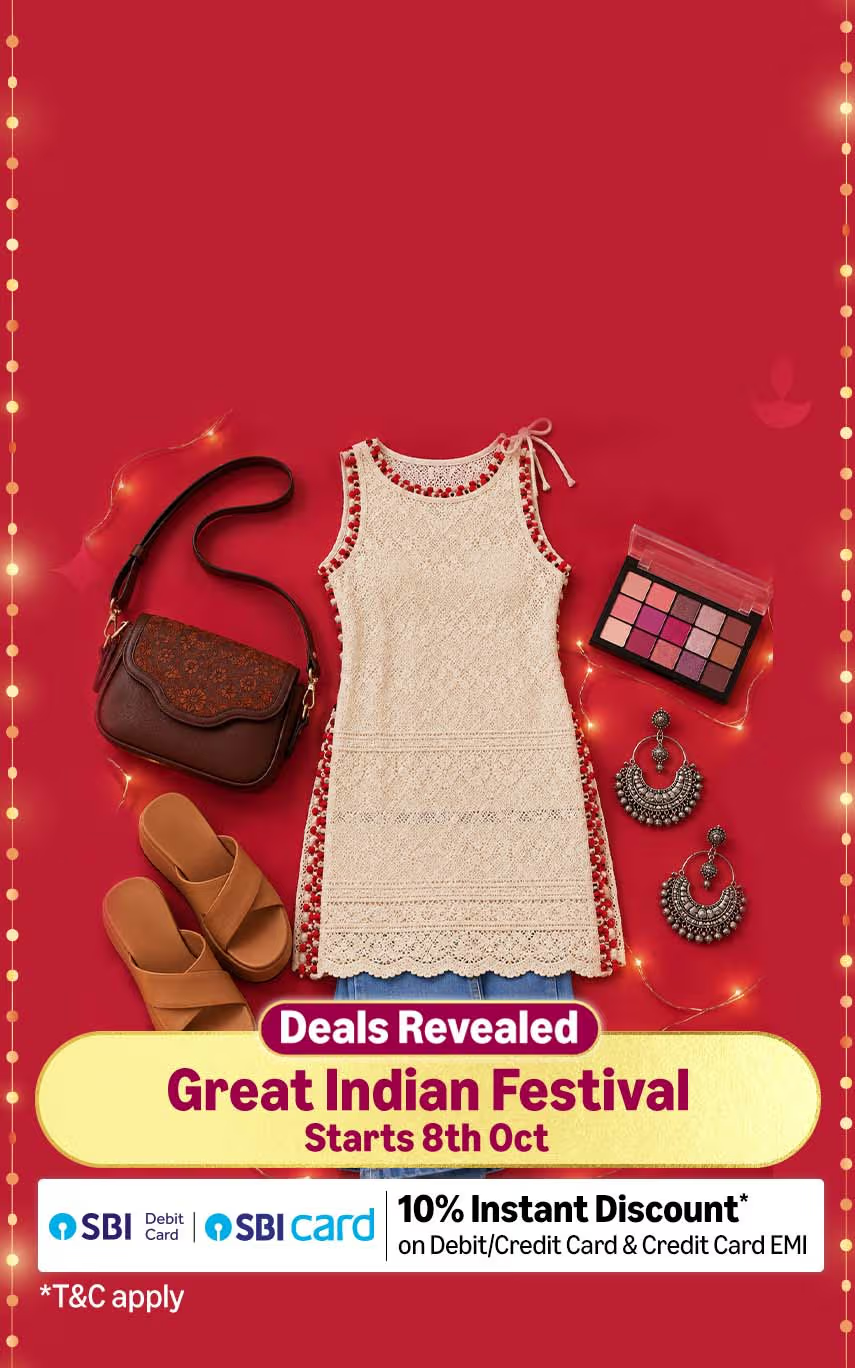 Deals Revealed
Great Indian Festival
Starts 8th Oct
SBI Debit Card | SBI card
10% Instant Discount*
on Debit/Credit Card & Credit Card EMI
*T&C apply